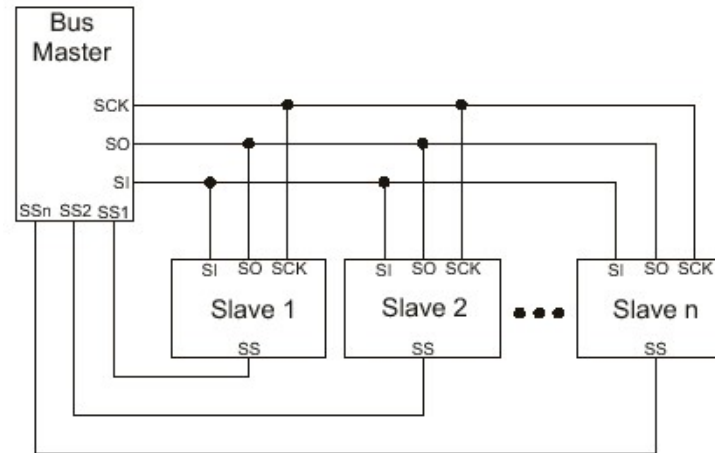 Bus
Master
SCK
SO
SI
SSn SS2 SS1
SI SO SCK
Slave 1
SS
SI SO SCK
Slave 2
SS
SI SO SCK
Slave n
SS